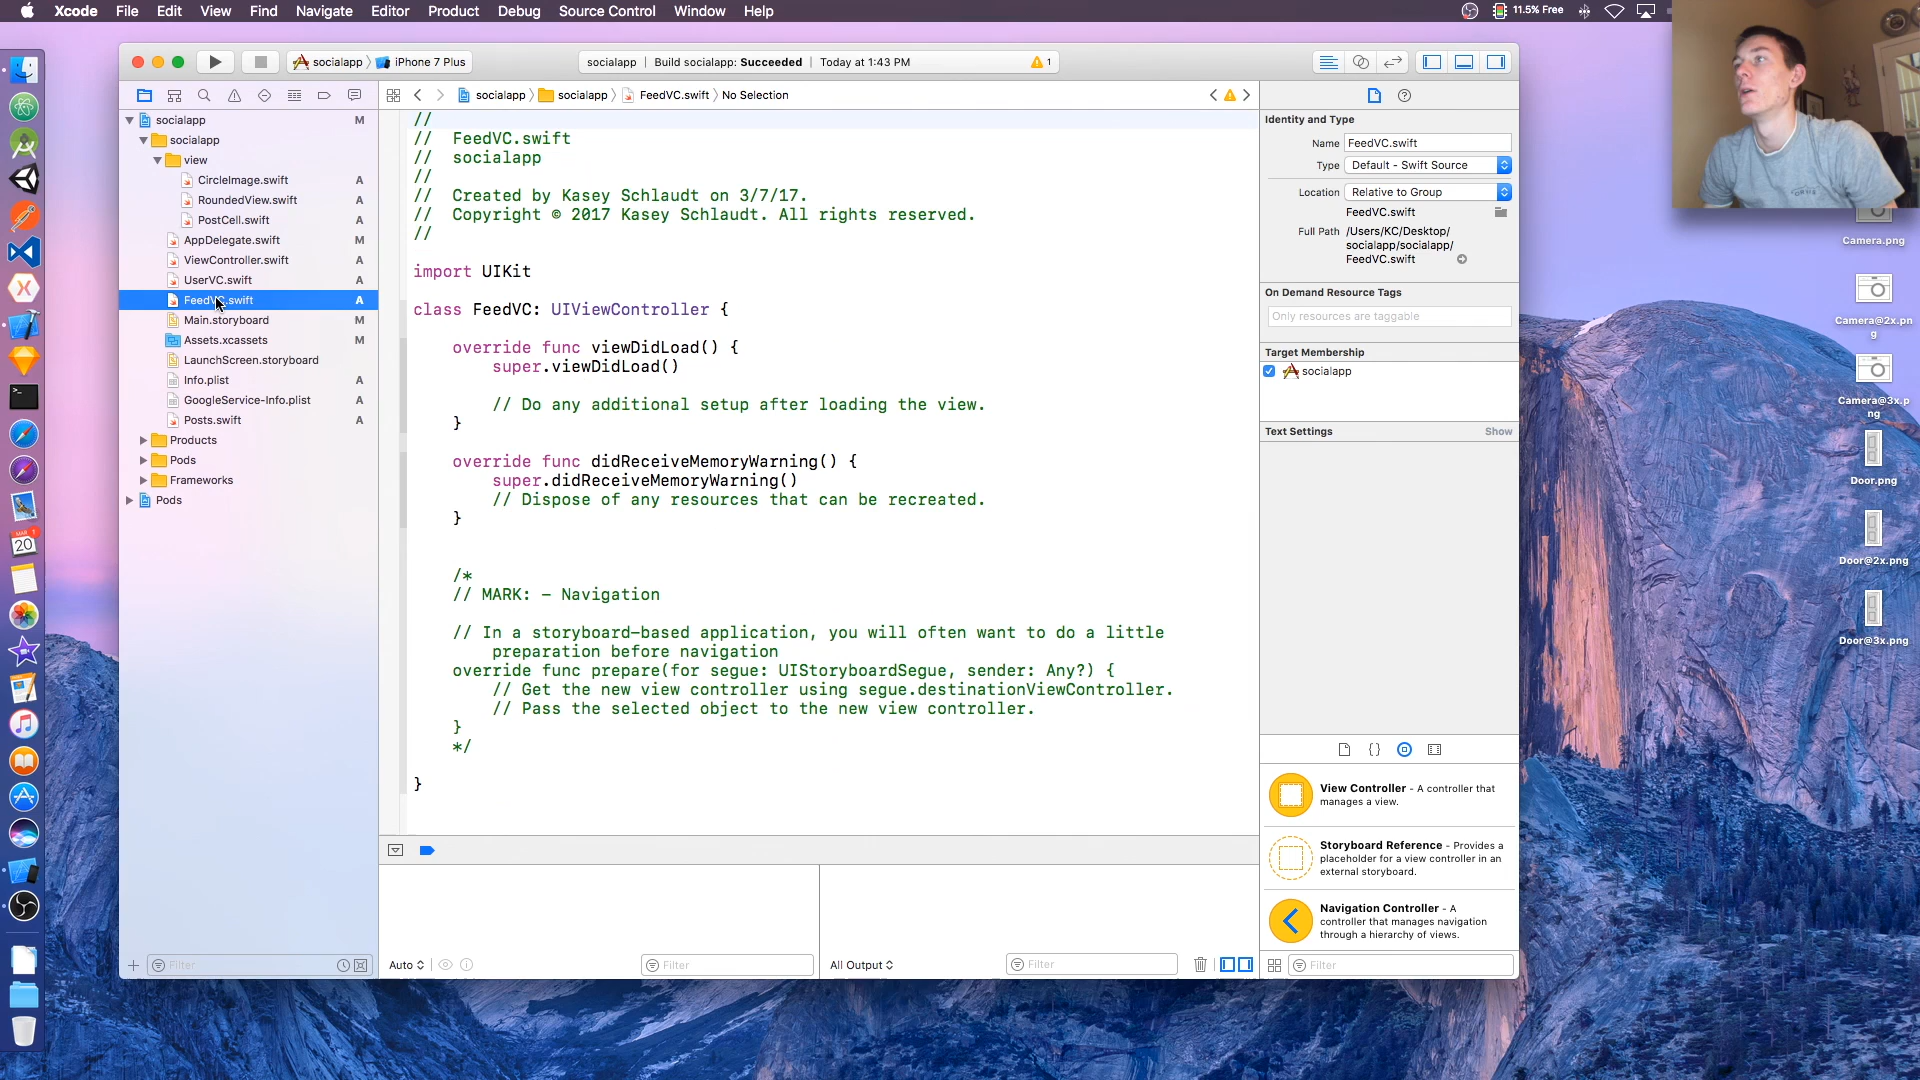 Xcode File Edit View Find Navigate Editor Product Debug Source Control Window Help
11.5% Free
socialapp iPhone 7 Plus
socialapp | Build socialapp: Succeeded | Today at 1:43 PM
1
socialapp socialapp FeedVC.swift No Selection
socialapp M
socialapp
view
CircleImage.swift A
RoundedView.swift A
PostCell.swift A
AppDelegate.swift M
ViewController.swift A
UserVC.swift A
FeedVC.swift A
Main.storyboard M
Assets.xcassets M
LaunchScreen.storyboard
Info.plist A
GoogleService-Info.plist A
Posts.swift A
Products
Pods
Frameworks
Pods
Filter
//
// FeedVC.swift
// socialapp
//
// Created by Kasey Schlaudt on 3/7/17.
// Copyright © 2017 Kasey Schlaudt. All rights reserved.
//
import UIKit
class FeedVC: UIViewController {
override func viewDidLoad() {
super.viewDidLoad()
// Do any additional setup after loading the view.
}
override func didReceiveMemoryWarning() {
super.didReceiveMemoryWarning()
// Dispose of any resources that can be recreated.
}
/*
// MARK: - Navigation
// In a storyboard-based application, you will often want to do a little
preparation before navigation
override func prepare(for segue: UIStoryboardSegue, sender: Any?) {
// Get the new view controller using segue.destinationViewController.
// Pass the selected object to the new view controller.
}
*/
}
Auto
Filter
All Output
Filter
Identity and Type
Name FeedVC.swift
Type Default - Swift Source
Location Relative to Group
FeedVC.swift
Full Path /Users/KC/Desktop/
socialapp/socialapp/
FeedVC.swift
On Demand Resource Tags
Only resources are taggable
Target Membership
socialapp
Text Settings Show
View Controller - A controller that
manages a view.
Storyboard Reference - Provides a
placeholder for a view controller in an
external storyboard.
Navigation Controller - A
controller that manages navigation
through a hierarchy of views.
Filter
Camera.png
Camera@2x.pn
g
Camera@3x.p
ng
Door.png
Door@2x.png
Door@3x.png
MAR
20
1